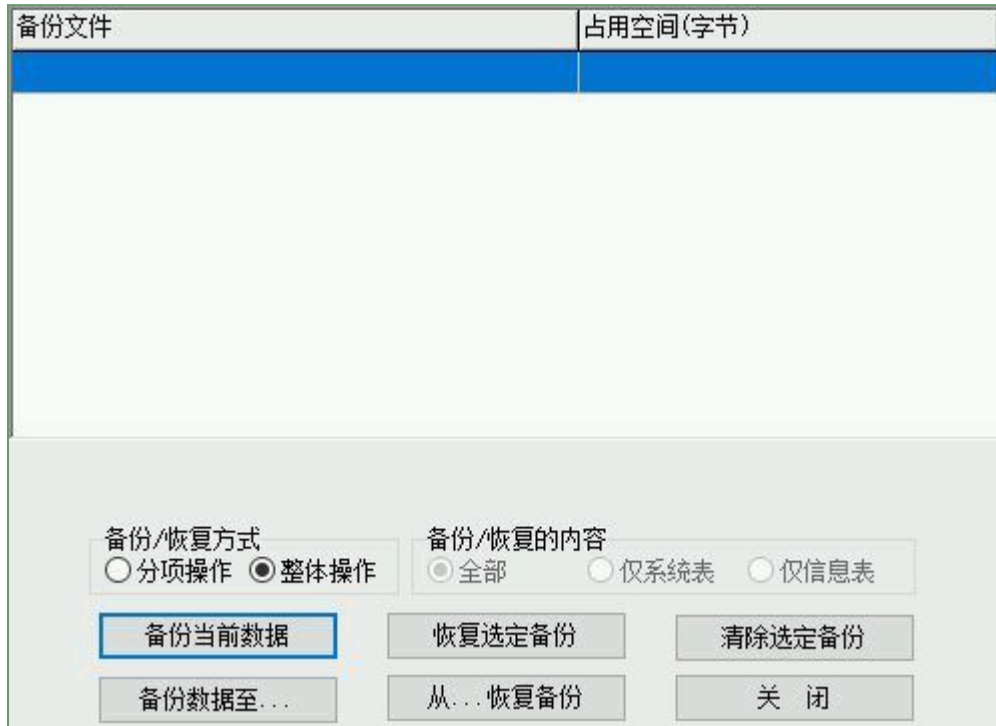 备份文件 占用空间(字节)
备份/恢复方式 备份/恢复的内容
分项操作 整体操作 全部 仅系统表 仅信息表
备份当前数据 恢复选定备份 清除选定备份
备份数据至... 从...恢复备份 关 闭